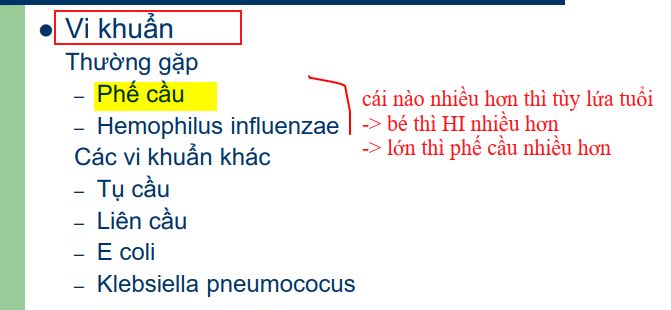 Vi khuẩn
Thường gặp
– Phế cầu
– Hemophilus influenzae
cái nào nhiều hơn thì tùy lứa tuổi
-> bé thì HI nhiều hơn
-> lớn thì phế cầu nhiều hơn
Các vi khuẩn khác
– Tụ cầu
– Liên cầu
– E coli
– Klebsiella pneumococus